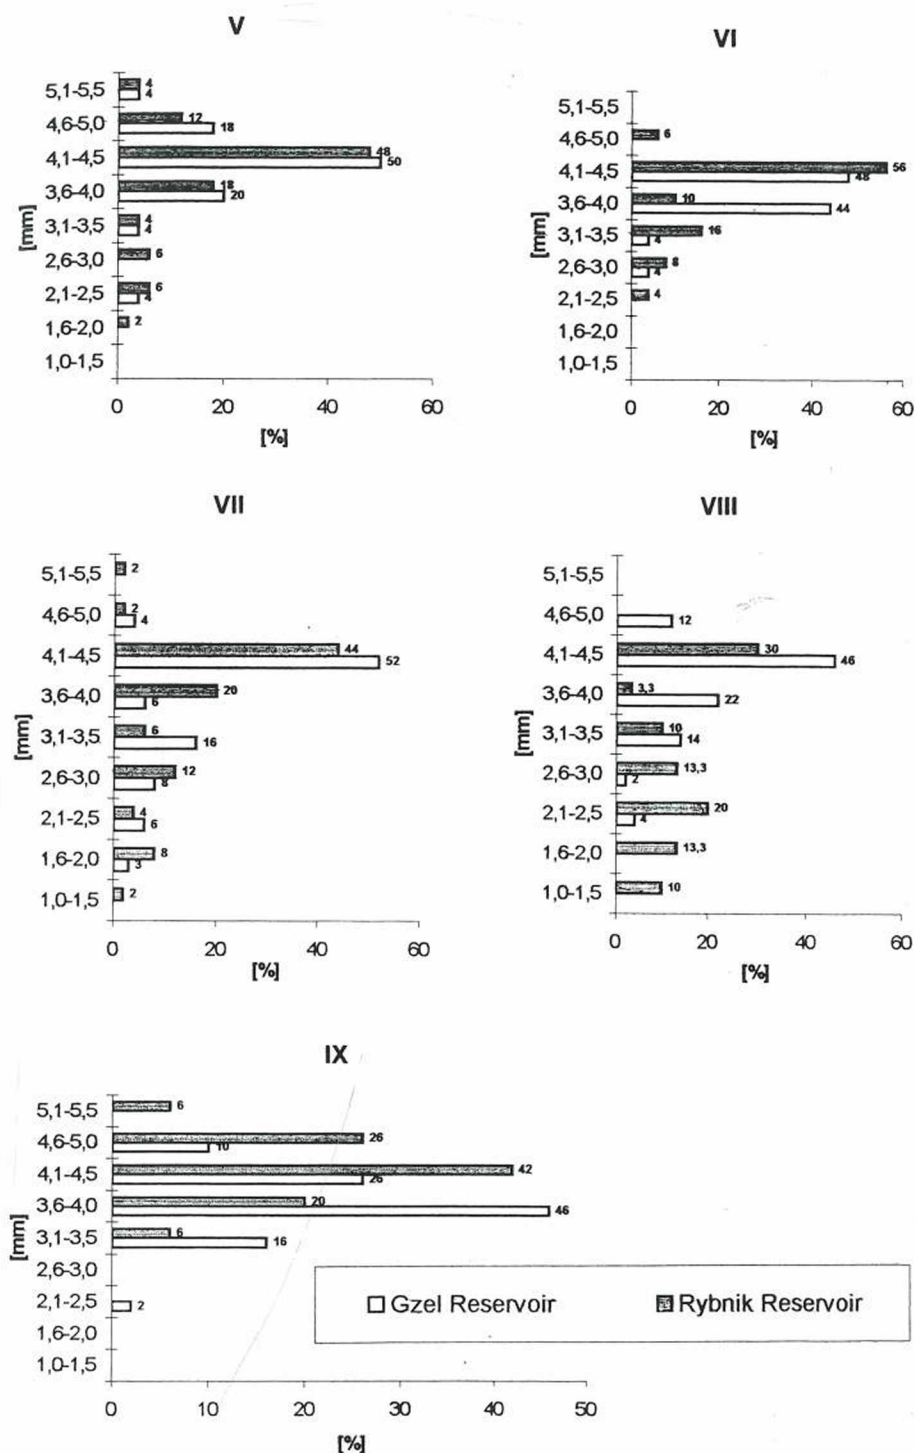 V
[mm]
5,1-5,5 4 4
4,6-5,0 12 18
4,1-4,5 48 50
3,6-4,0 18 20
3,1-3,5 4 4
2,6-3,0 6
2,1-2,5 6 4
1,6-2,0 2
1,0-1,5
0 20 40 60
[%]
VI
[mm]
5,1-5,5
4,6-5,0 6
4,1-4,5 56 48
3,6-4,0 10 44
3,1-3,5 16 4
2,6-3,0 8 4
2,1-2,5 4
1,6-2,0
1,0-1,5
0 20 40 60
[%]
VII
[mm]
5,1-5,5 2
4,6-5,0 2 4
4,1-4,5 44 52
3,6-4,0 20 6
3,1-3,5 6 16
2,6-3,0 12 8
2,1-2,5 4 6
1,6-2,0 8 3
1,0-1,5 2
0 20 40 60
[%]
VIII
[mm]
5,1-5,5
4,6-5,0 12
4,1-4,5 30 46
3,6-4,0 3,3 22
3,1-3,5 10 14
2,6-3,0 13,3 2
2,1-2,5 20 4
1,6-2,0 13,3
1,0-1,5 10
0 20 40 60
[%]
IX
[mm]
5,1-5,5 6
4,6-5,0 26 10
4,1-4,5 42 26
3,6-4,0 20 46
3,1-3,5 6 16
2,6-3,0
2,1-2,5 2
1,6-2,0
1,0-1,5
0 10 20 30 40 50
[%]
Gzel Reservoir Rybnik Reservoir